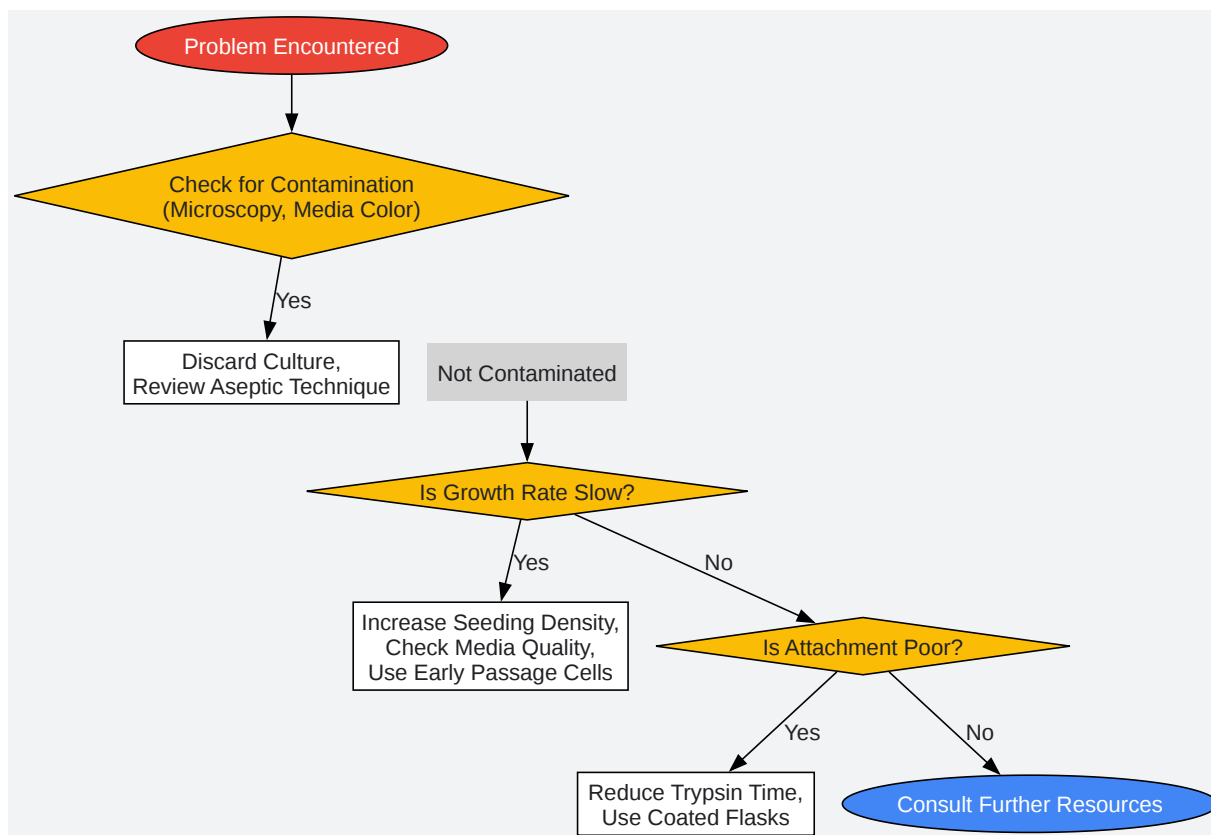 Problem Encountered
Check for Contamination
(Microscopy, Media Color)
Yes
Discard Culture,
Review Aseptic Technique
Not Contaminated
Is Growth Rate Slow?
Yes
No
Increase Seeding Density,
Check Media Quality,
Use Early Passage Cells
Is Attachment Poor?
Yes
No
Reduce Trypsin Time,
Use Coated Flasks
Consult Further Resources